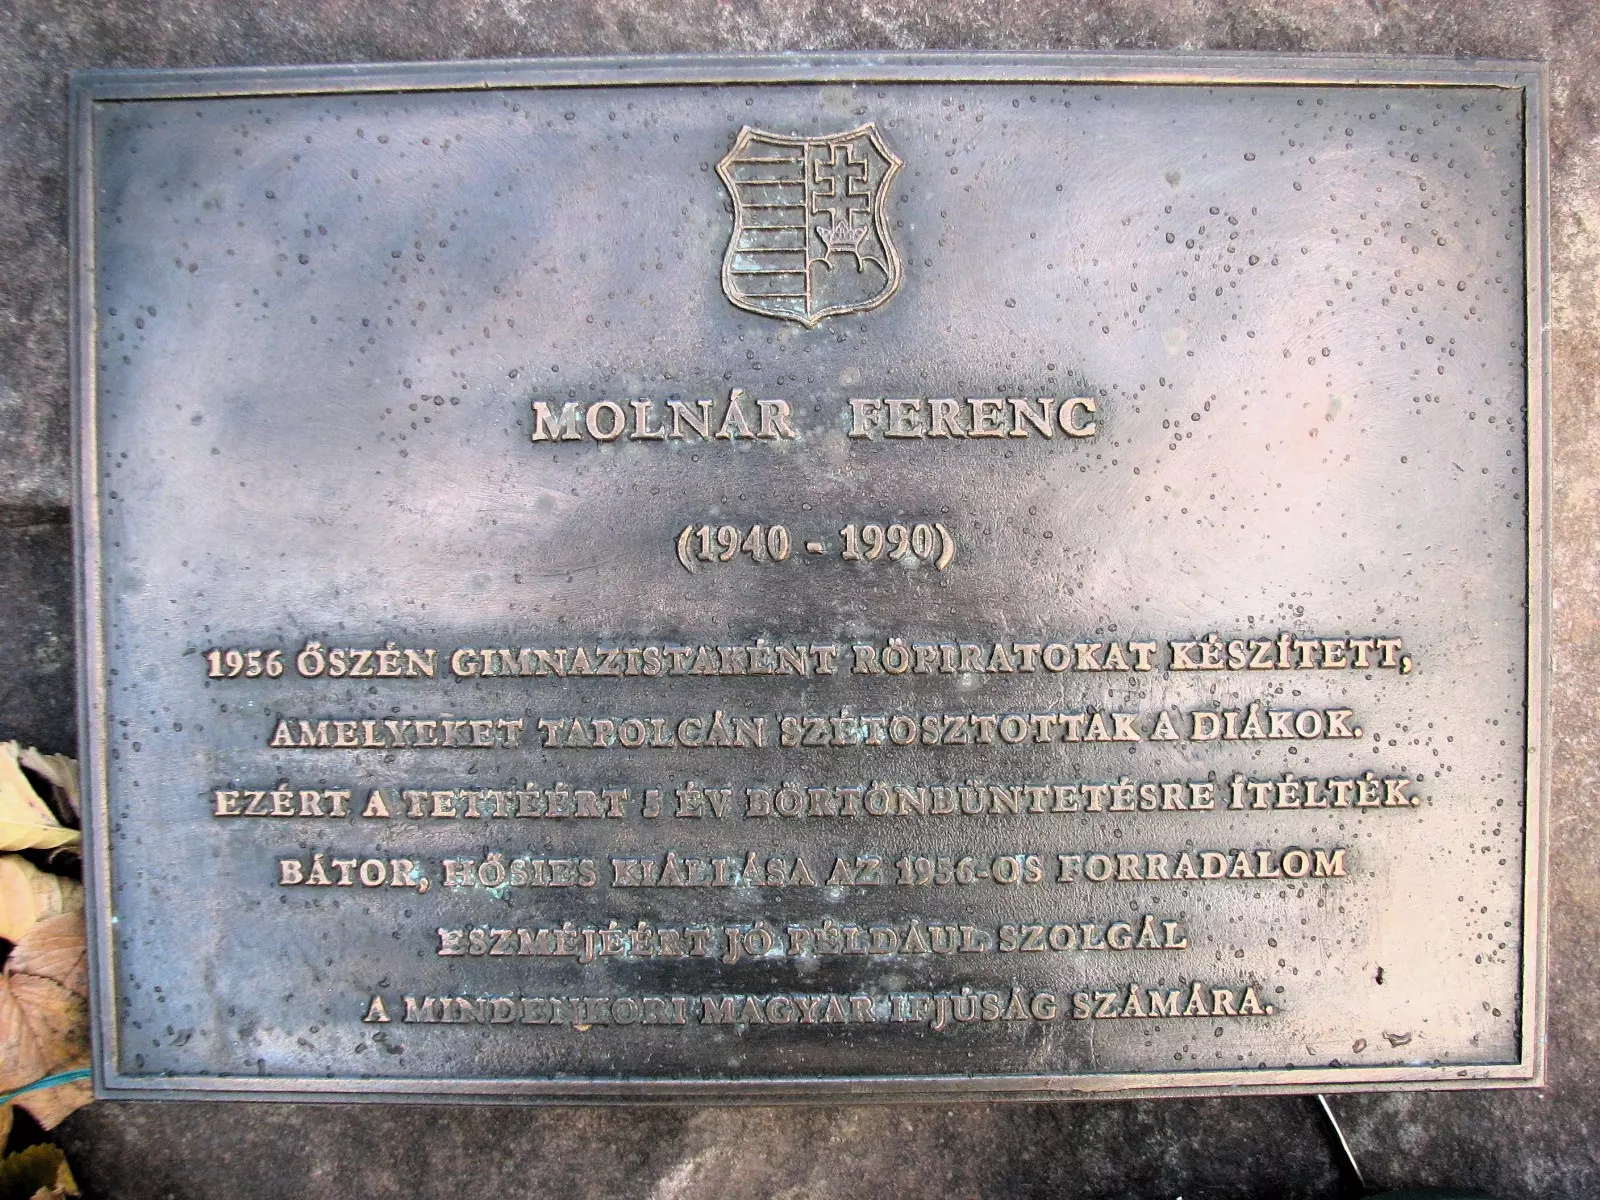 MOLNÁR FERENC
(1940 - 1990)
1956 ŐSZÉN GIMNAZISTAKÉNT RÖPIRATOKAT KÉSZÍTETT,
AMELYEKET TAPOLCÁN SZÉTOSZTOTTAK A DIÁKOK.
EZÉRT A TETTÉÉRT 5 ÉV BÖRTÖNBÜNTETÉSRE ÍTÉLTÉK.
BÁTOR, HŐSIES KIÁLLÁSA AZ 1956-OS FORRADALOM
ESZMÉJÉÉRT JÓ PÉLDÁUL SZOLGÁL
A MINDENKORI MAGYAR IFJÚSÁG SZÁMÁRA.